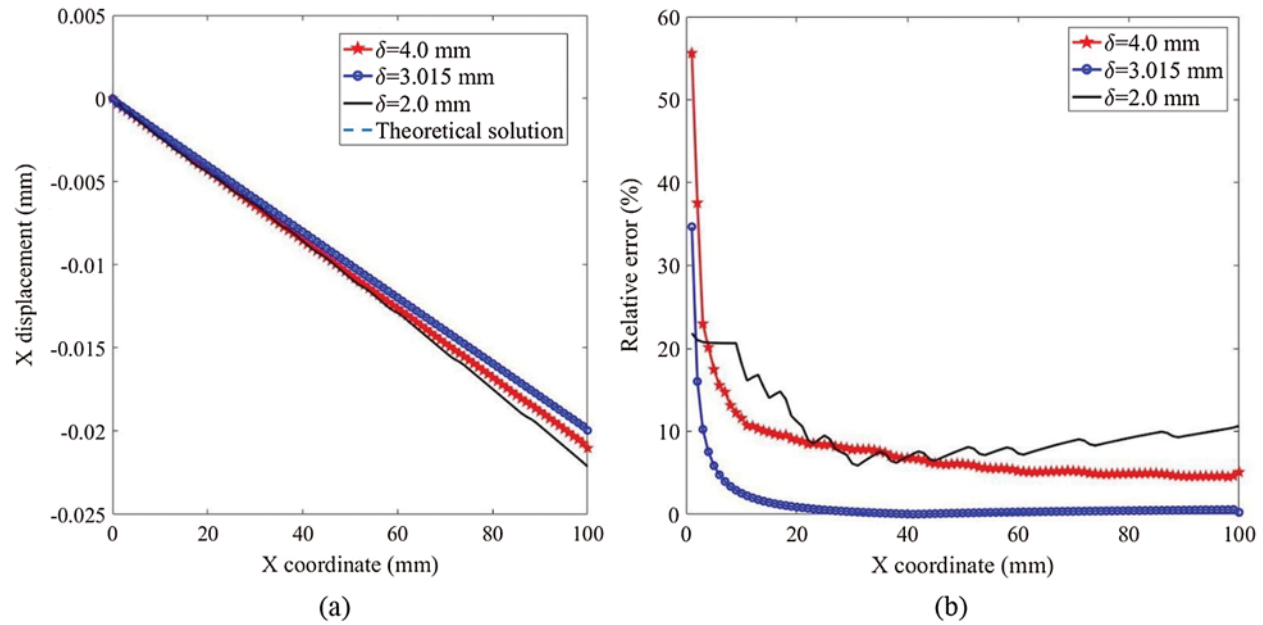 0.005
0
-0.005
-0.01
-0.015
-0.02
-0.025
0 20 40 60 80 100
X displacement (mm)
X coordinate (mm)
δ=4.0 mm
δ=3.015 mm
δ=2.0 mm
Theoretical solution
(a)
60
50
40
30
20
10
0
0 20 40 60 80 100
Relative error (%)
X coordinate (mm)
δ=4.0 mm
δ=3.015 mm
δ=2.0 mm
(b)